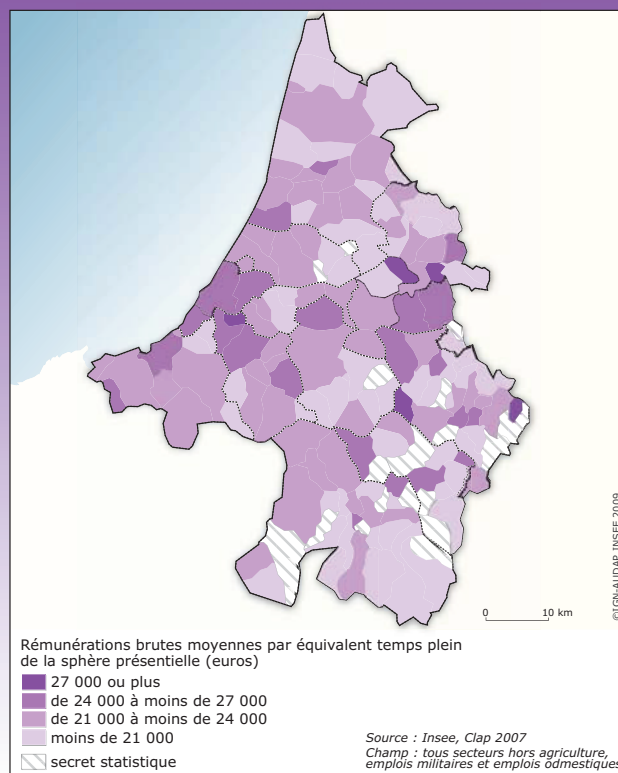 ©IGN-AUDAP, INSEE 2009
0 10 km
Rémunérations brutes moyennes par équivalent temps plein
de la sphère présentielle (euros)
27 000 ou plus
de 24 000 à moins de 27 000
de 21 000 à moins de 24 000
moins de 21 000
secret statistique
Source : Insee, Clap 2007
Champ : tous secteurs hors agriculture,
emplois militaires et emplois odmestiques